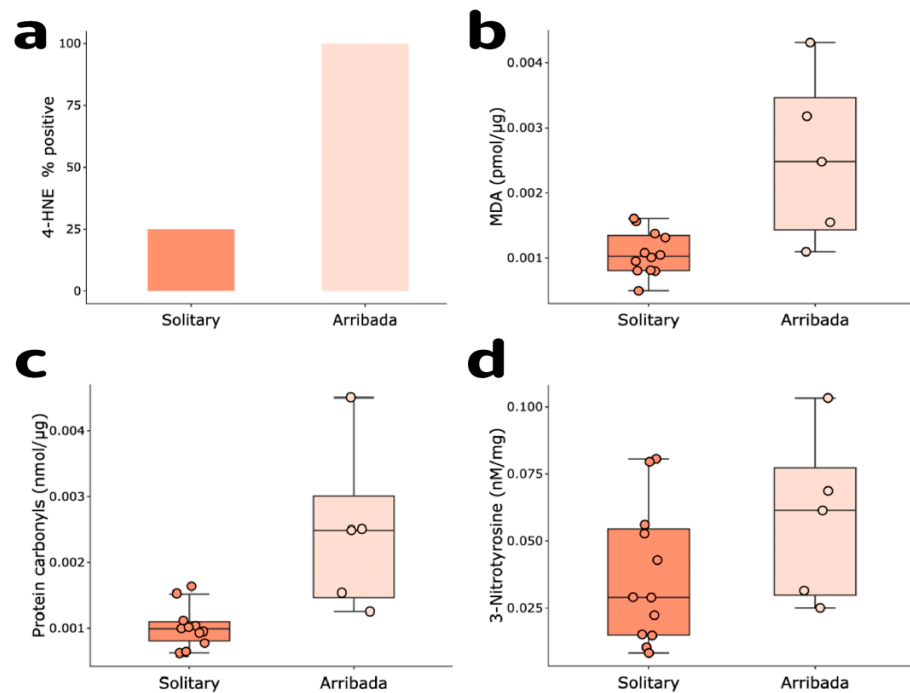 a
4-HNE % positive
100
75
50
25
0
Solitary
Arribada
b
MDA (pmol/µg)
0.004
0.003
0.002
0.001
Solitary
Arribada
c
Protein carbonyls (nmol/µg)
0.004
0.003
0.002
0.001
Solitary
Arribada
d
3-Nitrotyrosine (nM/mg)
0.100
0.075
0.050
0.025
Solitary
Arribada